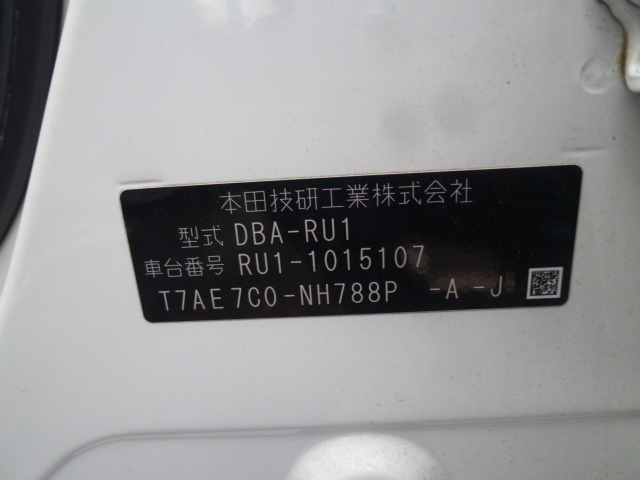 本田技研工業株式会社
型式 DBA-RU1
車台番号 RU1-1015107
T7AE7C0-NH788P -A -J